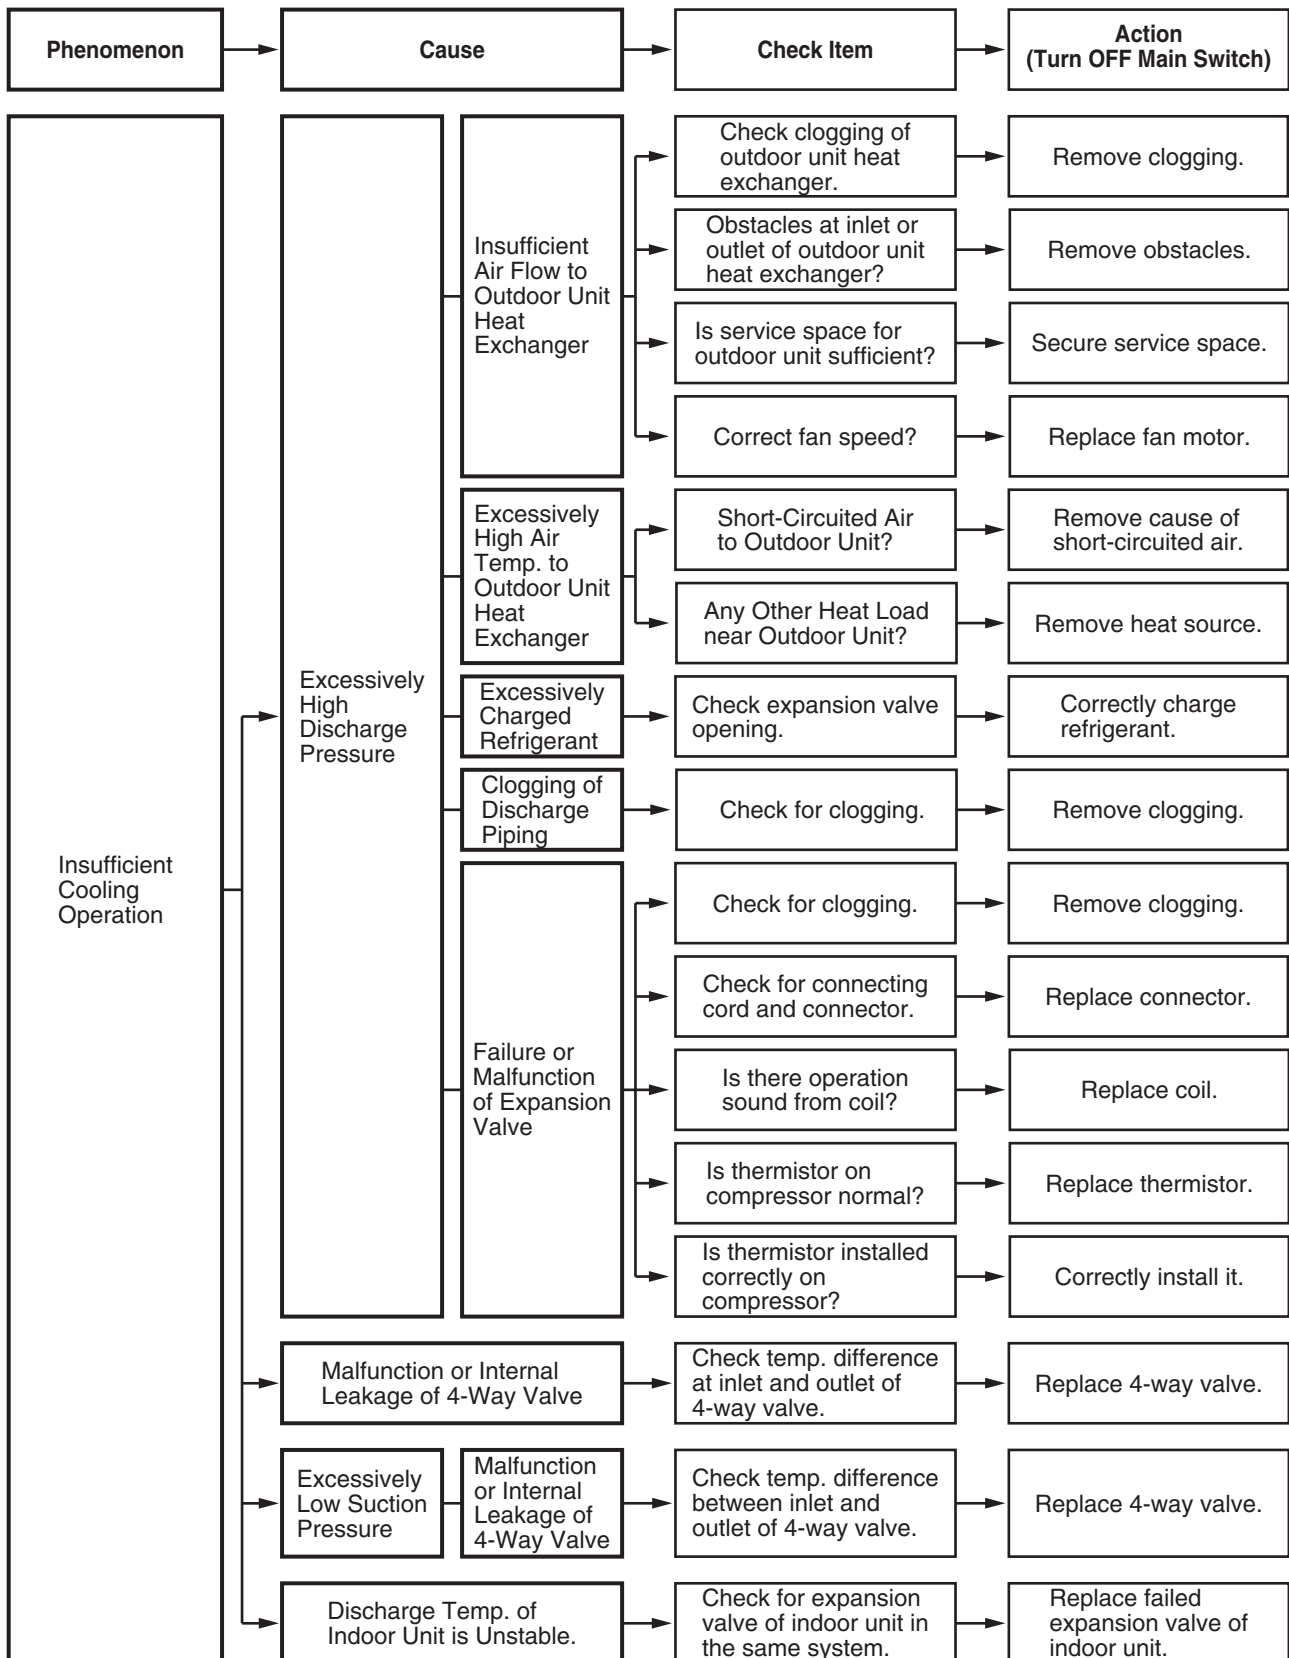 Phenomenon
Cause
Check Item
Action
(Turn OFF Main Switch)
Insufficient
Cooling
Operation
Excessively
High
Discharge
Pressure
Insufficient
Air Flow to
Outdoor Unit
Heat
Exchanger
Check clogging of
outdoor unit heat
exchanger.
Remove clogging.
Obstacles at inlet or
outlet of outdoor unit
heat exchanger?
Remove obstacles.
Is service space for
outdoor unit sufficient?
Secure service space.
Correct fan speed?
Replace fan motor.
Excessively
High Air
Temp. to
Outdoor Unit
Heat
Exchanger
Short-Circuited Air
to Outdoor Unit?
Remove cause of
short-circuited air.
Any Other Heat Load
near Outdoor Unit?
Remove heat source.
Excessively
Charged
Refrigerant
Check expansion valve
opening.
Correctly charge
refrigerant.
Clogging of
Discharge
Piping
Check for clogging.
Remove clogging.
Failure or
Malfunction
of Expansion
Valve
Check for clogging.
Remove clogging.
Check for connecting
cord and connector.
Replace connector.
Is there operation
sound from coil?
Replace coil.
Is thermistor on
compressor normal?
Replace thermistor.
Is thermistor installed
correctly on
compressor?
Correctly install it.
Malfunction or Internal
Leakage of 4-Way Valve
Check temp. difference
at inlet and outlet of
4-way valve.
Replace 4-way valve.
Excessively
Low Suction
Pressure
Malfunction
or Internal
Leakage of
4-Way Valve
Check temp. difference
between inlet and
outlet of 4-way valve.
Replace 4-way valve.
Discharge Temp. of
Indoor Unit is Unstable.
Check for expansion
valve of indoor unit in
the same system.
Replace failed
expansion valve of
indoor unit.